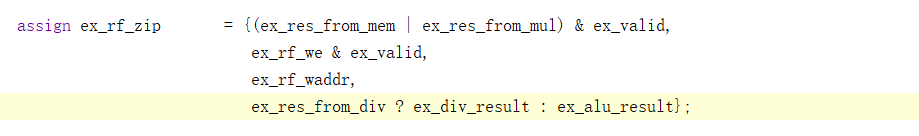 assign ex_rf_zip = {(ex_res_from_mem | ex_res_from_mul) & ex_valid,
ex_rf_we & ex_valid,
ex_rf_waddr,
ex_res_from_div ? ex_div_result : ex_alu_result};